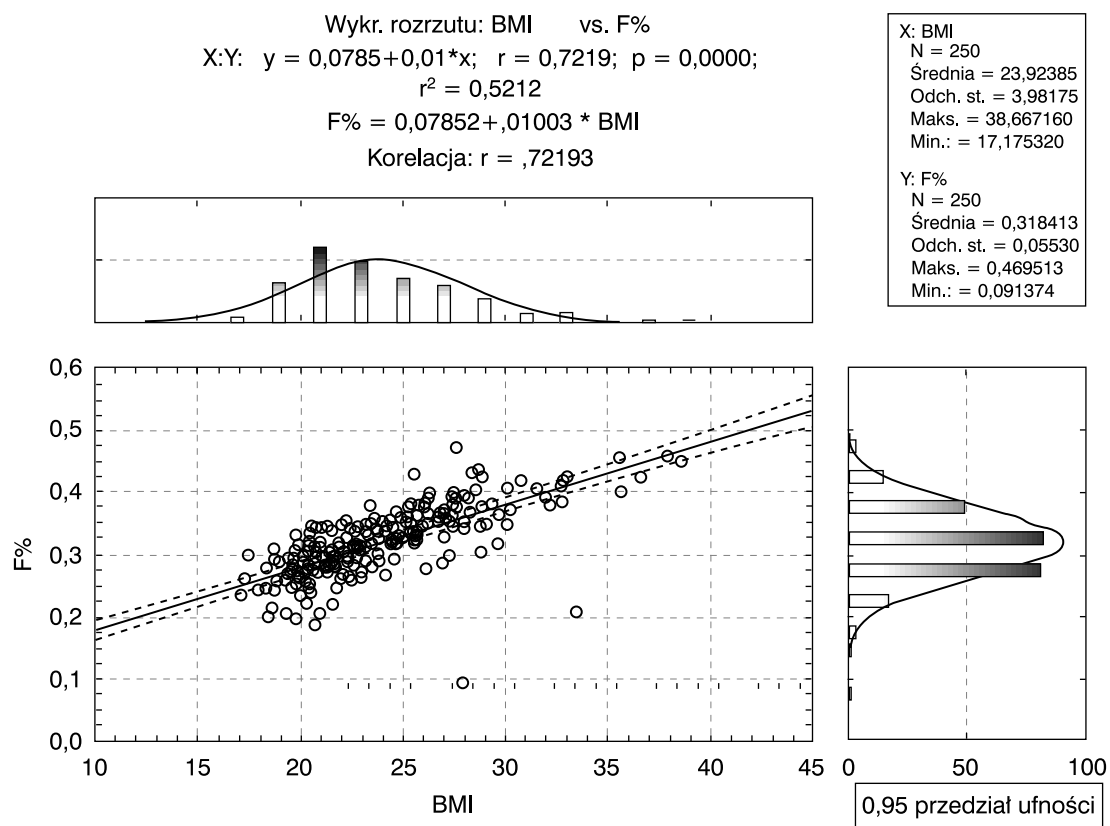 Wykr. rozrzutu: BMI vs. F%
X:Y: y = 0,0785+0,01*x; r = 0,7219; p = 0,0000;
r² = 0,5212
F% = 0,07852+,01003 * BMI
Korelacja: r = ,72193
X: BMI
N = 250
Średnia = 23,92385
Odch. st. = 3,98175
Maks. = 38,667160
Min.: = 17,175320
Y: F%
N = 250
Średnia = 0,318413
Odch. st. = 0,05530
Maks. = 0,469513
Min.: = 0,091374
0,6
0,5
0,4
0,3
0,2
0,1
0,0
F%
10 15 20 25 30 35 40 45
BMI
0 50 100
0,95 przedział ufności